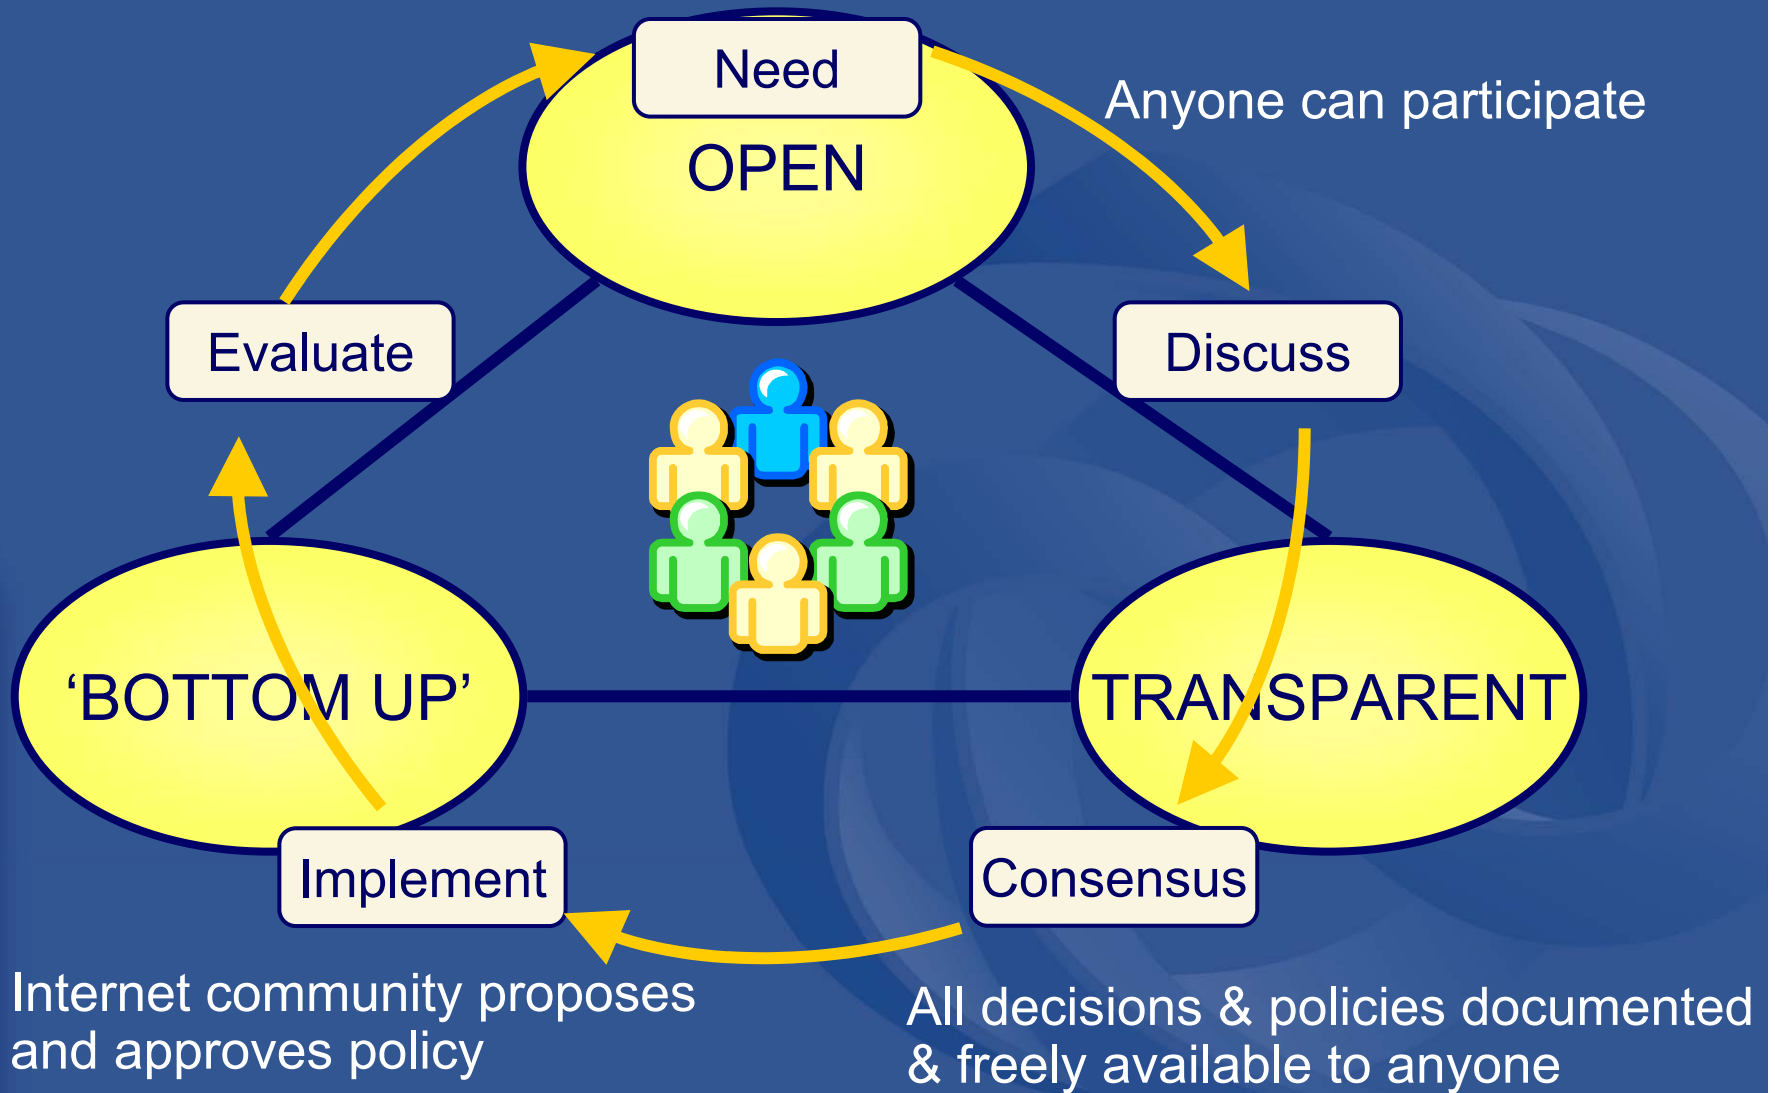 Need
OPEN
Anyone can participate
Evaluate
Discuss
‘BOTTOM UP’
TRANSPARENT
Implement
Consensus
Internet community proposes
and approves policy
All decisions & policies documented
& freely available to anyone